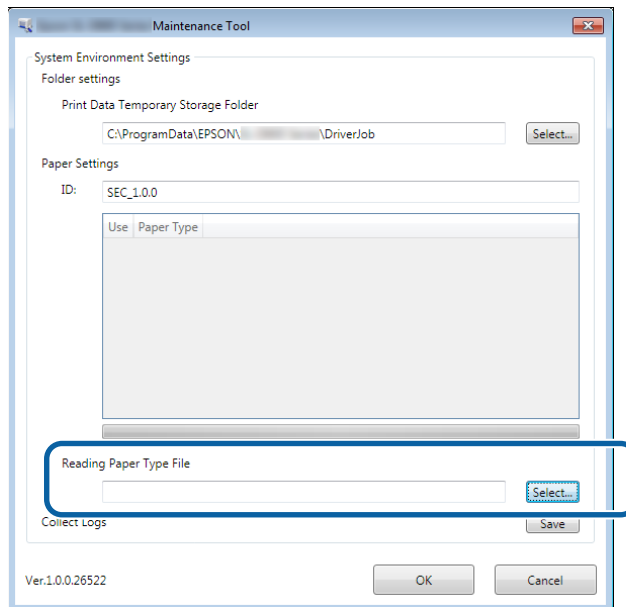 Maintenance Tool
System Environment Settings
Folder settings
Print Data Temporary Storage Folder
C:\ProgramData\EPSON\ \DriverJob Select...
Paper Settings
ID: SEC_1.0.0
Use Paper Type
Reading Paper Type File
Select...
Collect Logs Save
Ver.1.0.0.26522 OK Cancel